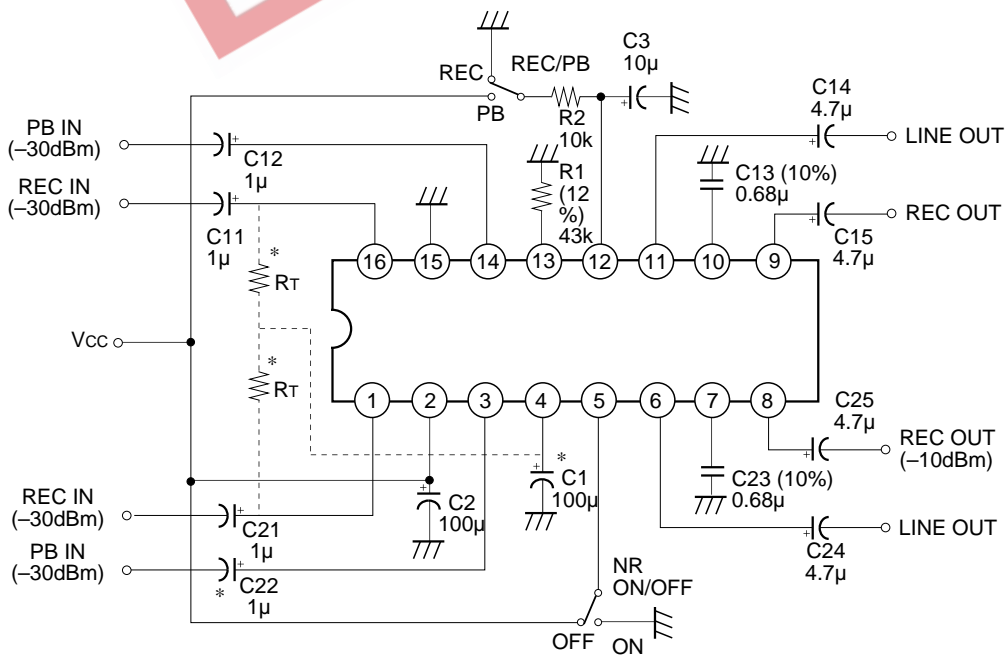 REC
REC/PB
PB
C3
10µ
R2
10k
C14
4.7µ
LINE OUT
PB IN
(–30dBm)
C12
1µ
REC IN
(–30dBm)
C11
1µ
R1
(12
%)
43k
C13 (10%)
0.68µ
REC OUT
C15
4.7µ
*
RT
16
15
14
13
12
11
10
9
VCC
*
RT
1
2
3
4
5
6
7
8
C25
4.7µ
REC OUT
(–10dBm)
*
C1
100µ
C2
100µ
C23 (10%)
0.68µ
REC IN
(–30dBm)
C21
1µ
LINE OUT
C24
4.7µ
PB IN
(–30dBm)
*
C22
1µ
NR
ON/OFF
OFF
ON